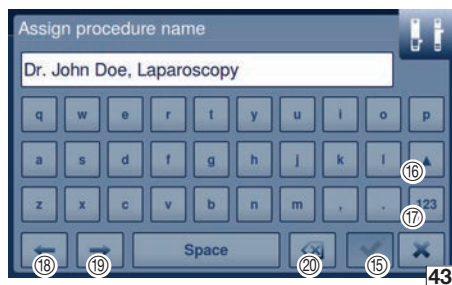 Assign procedure name
Dr. John Doe, Laparoscopy
q w e r t y u i o p
a s d f g h j k l ▲
⑯
z x c v b n m , . 123
⑰
Space
⑱ ⑲ ⑳ ⑮
43